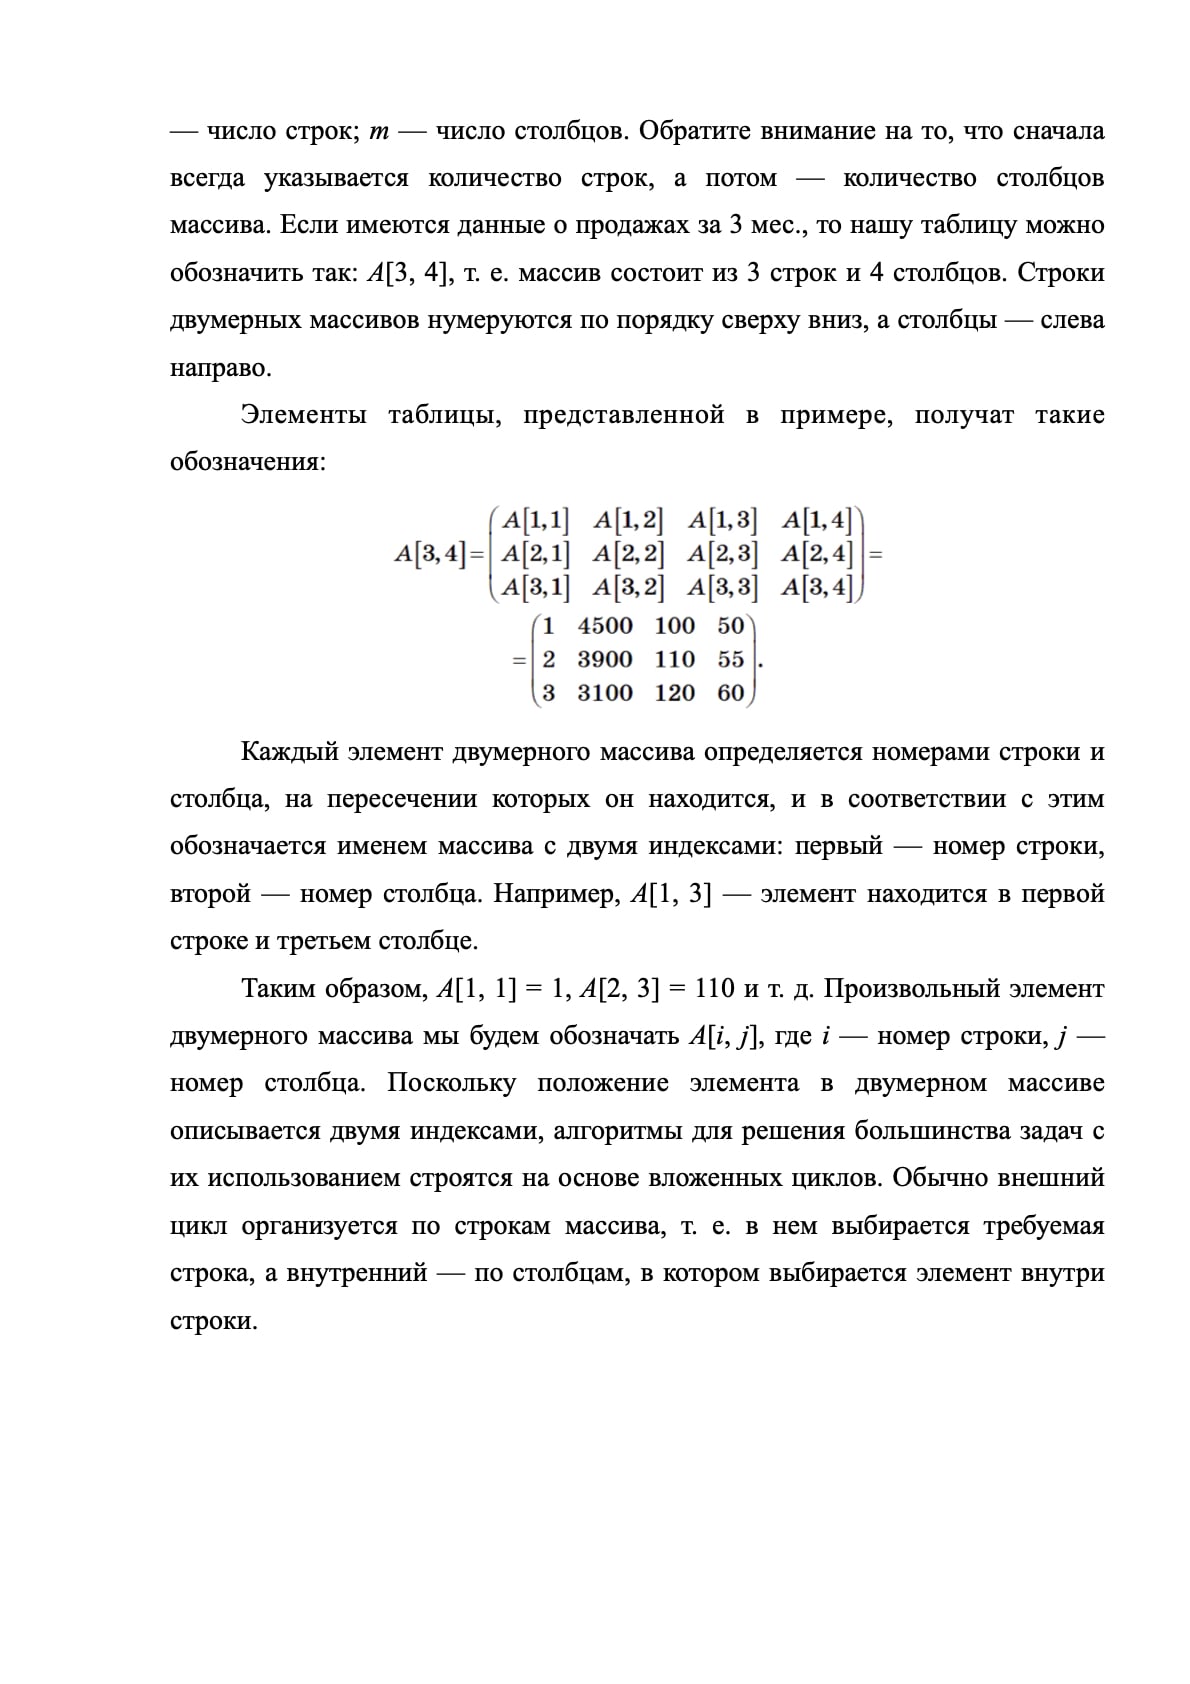 — число строк; m — число столбцов. Обратите внимание на то, что сначала
всегда указывается количество строк, а потом — количество столбцов
массива. Если имеются данные о продажах за 3 мес., то нашу таблицу можно
обозначить так: A[3, 4], т. е. массив состоит из 3 строк и 4 столбцов. Строки
двумерных массивов нумеруются по порядку сверху вниз, а столбцы — слева
направо.
Элементы таблицы, представленной в примере, получат такие
обозначения:
A[1,1] A[1,2] A[1,3] A[1,4]
A[3,4]= A[2,1] A[2,2] A[2,3] A[2,4] =
A[3,1] A[3,2] A[3,3] A[3,4]
1 4500 100 50
= 2 3900 110 55 .
3 3100 120 60
Каждый элемент двумерного массива определяется номерами строки и
столбца, на пересечении которых он находится, и в соответствии с этим
обозначается именем массива с двумя индексами: первый — номер строки,
второй — номер столбца. Например, A[1, 3] — элемент находится в первой
строке и третьем столбце.
Таким образом, A[1, 1] = 1, A[2, 3] = 110 и т. д. Произвольный элемент
двумерного массива мы будем обозначать A[i, j], где i — номер строки, j —
номер столбца. Поскольку положение элемента в двумерном массиве
описывается двумя индексами, алгоритмы для решения большинства задач с
их использованием строятся на основе вложенных циклов. Обычно внешний
цикл организуется по строкам массива, т. е. в нем выбирается требуемая
строка, а внутренний — по столбцам, в котором выбирается элемент внутри
строки.